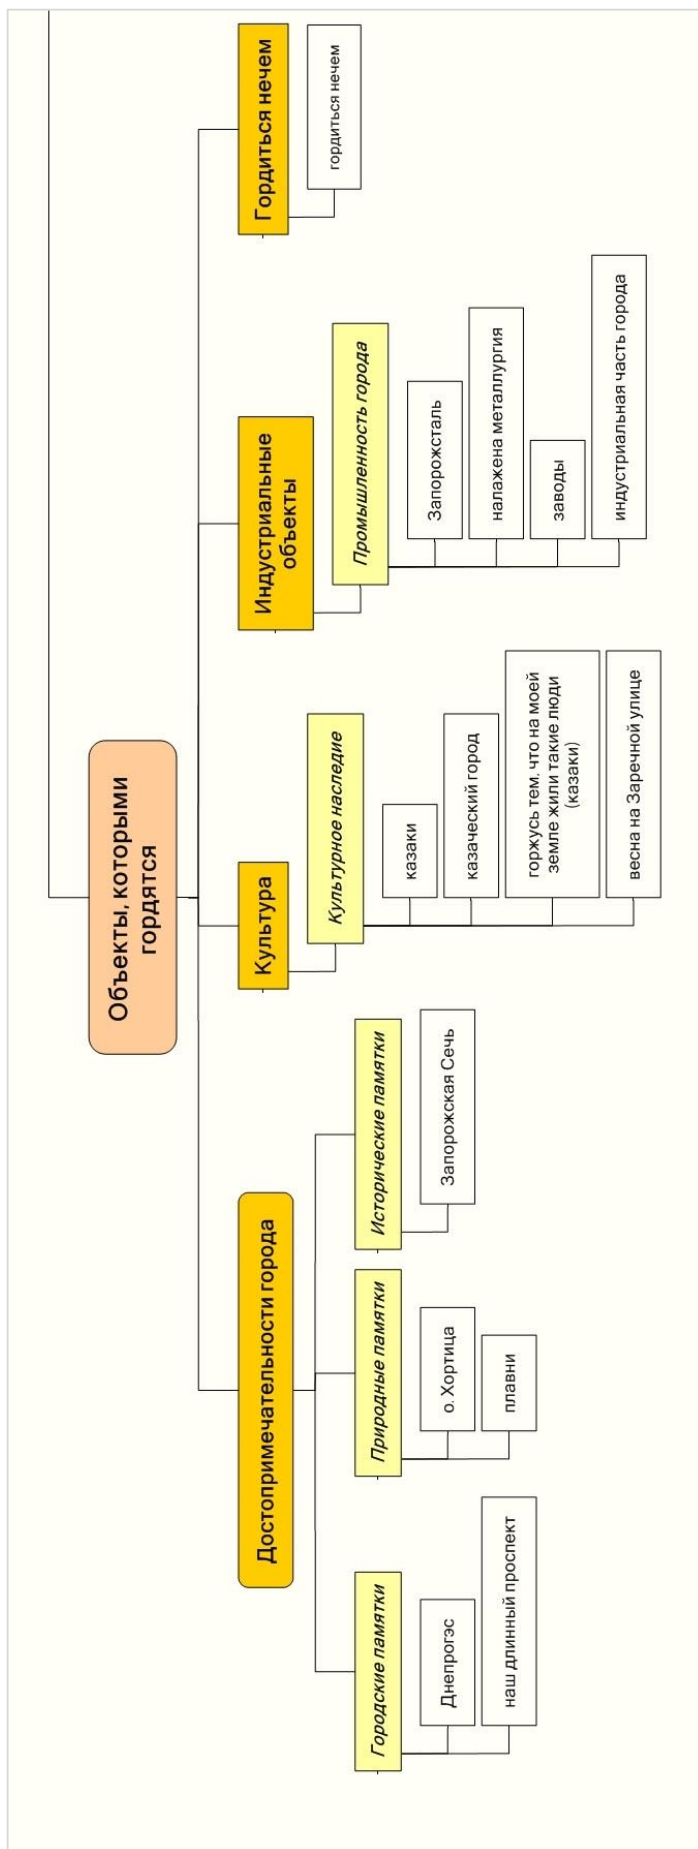 Объекты, которыми
гордятся
Достопримечательности города
Городские памятки
Днепрогэс
наш длинный проспект
Природные памятки
о. Хортица
плавни
Исторические памятки
Запорожская Сечь
Культура
Культурное наследие
казаки
казаческий город
горжусь тем, что на моей
земле жили такие люди
(казаки)
весна на Заречной улице
Индустриальные
объекты
Промышленность города
Запорожсталь
налажена металлургия
заводы
индустриальная часть города
Гордиться нечем
гордиться нечем